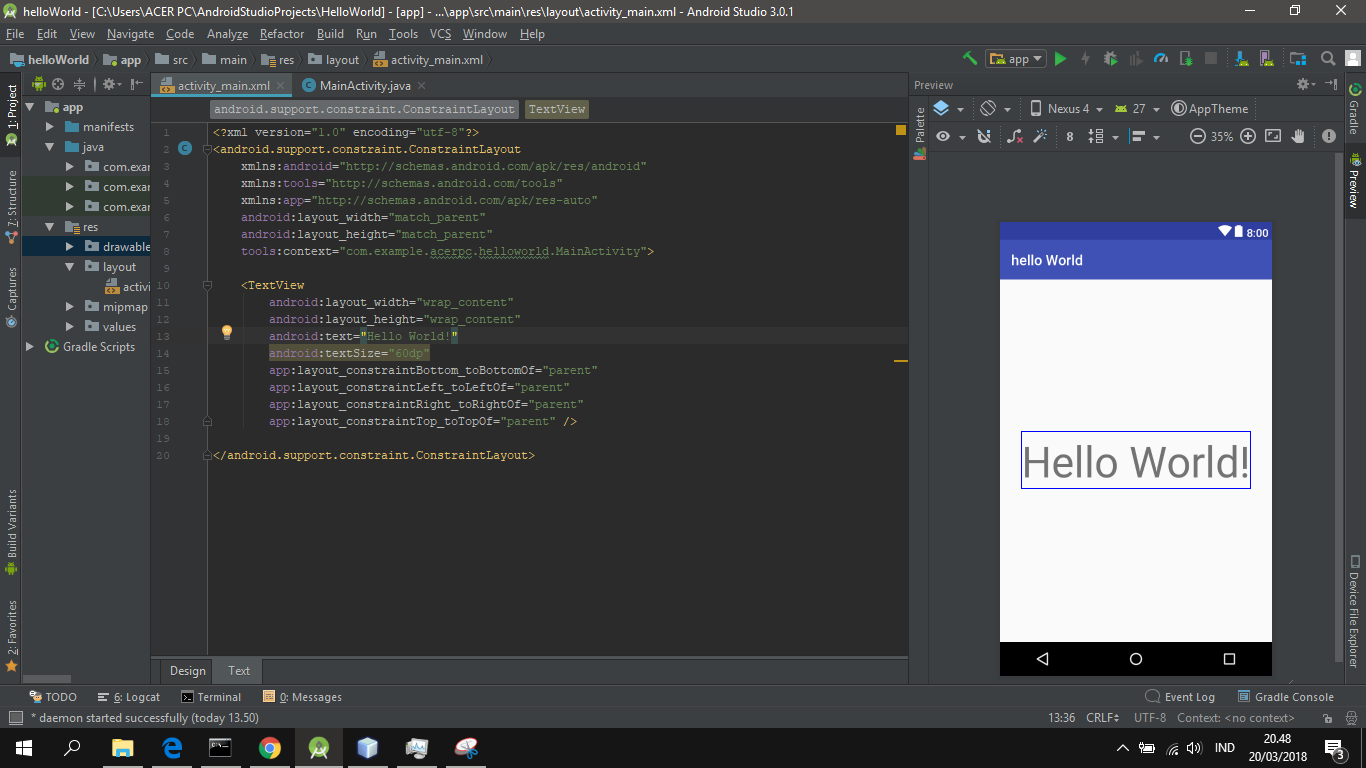 helloWorld - [C:\Users\ACER PC\AndroidStudioProjects\HelloWorld] - [app] - ...\app\src\main\res\layout\activity_main.xml - Android Studio 3.0.1
File Edit View Navigate Code Analyze Refactor Build Run Tools VCS Window Help
helloWorld app src main res layout activity_main.xml app
activity_main.xml MainActivity.java Preview
android.support.constraint.ConstraintLayout TextView
Nexus 4 27 AppTheme
8 35%
1: Project
7: Structure
Captures
Build Variants
2: Favorites
app
manifests
java
com.exar
com.exar
com.exar
res
drawable
layout
activi
mipmap
values
Gradle Scripts
1 <?xml version="1.0" encoding="utf-8"?>
2 <android.support.constraint.ConstraintLayout
3 xmlns:android="http://schemas.android.com/apk/res/android"
4 xmlns:tools="http://schemas.android.com/tools"
5 xmlns:app="http://schemas.android.com/apk/res-auto"
6 android:layout_width="match_parent"
7 android:layout_height="match_parent"
8 tools:context="com.example.acerpc.helloworld.MainActivity">
9
10 <TextView
11 android:layout_width="wrap_content"
12 android:layout_height="wrap_content"
13 android:text="Hello World!"
14 android:textSize="60dp"
15 app:layout_constraintBottom_toBottomOf="parent"
16 app:layout_constraintLeft_toLeftOf="parent"
17 app:layout_constraintRight_toRightOf="parent"
18 app:layout_constraintTop_toTopOf="parent" />
19
20 </android.support.constraint.ConstraintLayout>
Design Text
Palette
8:00
hello World
Hello World!
Gradle
Preview
Device File Explorer
TODO 6: Logcat Terminal 0: Messages Event Log Gradle Console
* daemon started successfully (today 13.50) 13:36 CRLF UTF-8 Context: <no context>
IND 20.48
20/03/2018 3